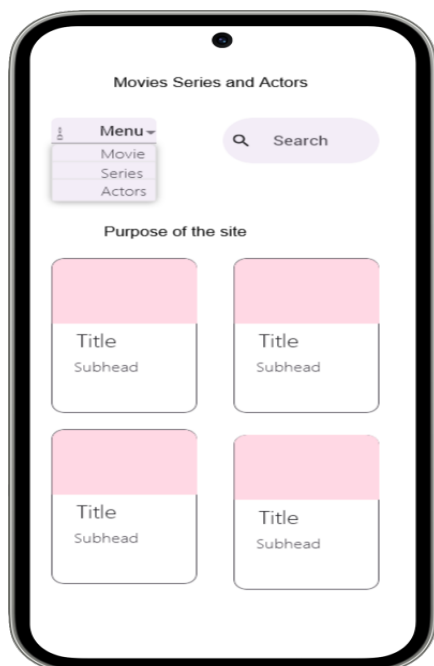 Movies Series and Actors
Menu
Search
Movie
Series
Actors
Purpose of the site
Title
Subhead
Title
Subhead
Title
Subhead
Title
Subhead